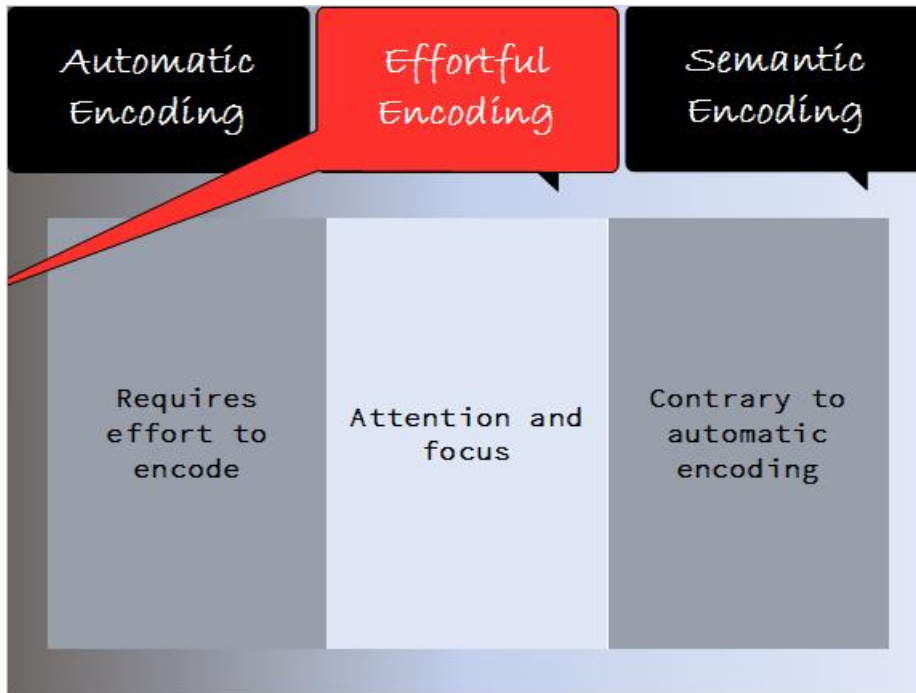 Automatic
Encoding
Effortful
Encoding
Semantic
Encoding
Requires
effort to
encode
Attention and
focus
Contrary to
automatic
encoding